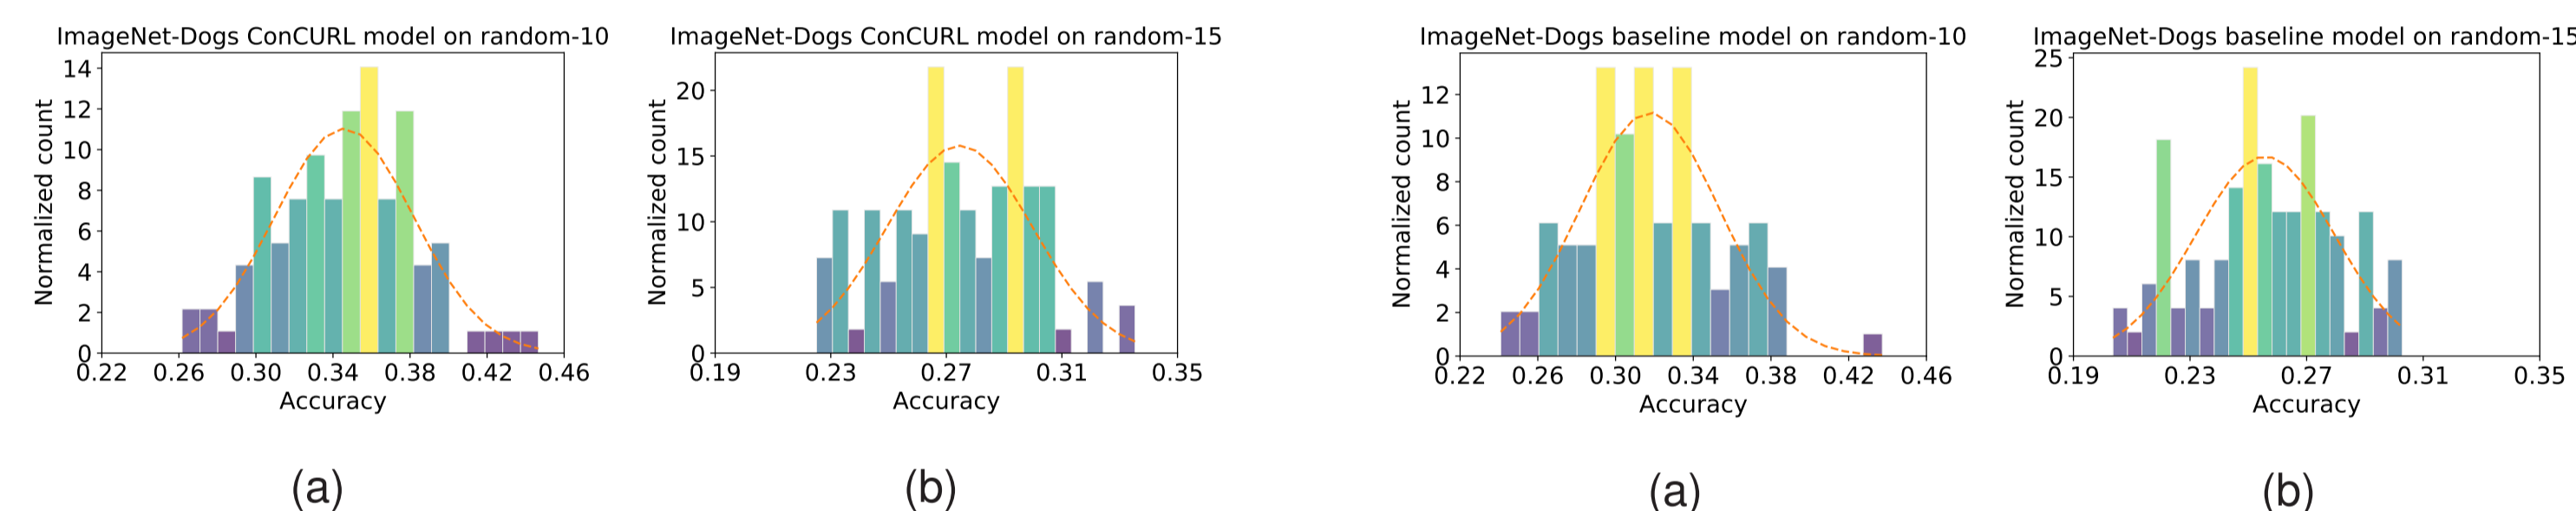 ImageNet-Dogs ConCURL model on random-10
14
12
10
8
6
4
2
0
Normalized count
0.22 0.26 0.30 0.34 0.38 0.42 0.46
Accuracy
(a)
ImageNet-Dogs ConCURL model on random-15
20
15
10
5
0
Normalized count
0.19 0.23 0.27 0.31 0.35
Accuracy
(b)
ImageNet-Dogs baseline model on random-10
12
10
8
6
4
2
0
Normalized count
0.22 0.26 0.30 0.34 0.38 0.42 0.46
Accuracy
(a)
ImageNet-Dogs baseline model on random-15
25
20
15
10
5
0
Normalized count
0.19 0.23 0.27 0.31 0.35
Accuracy
(b)